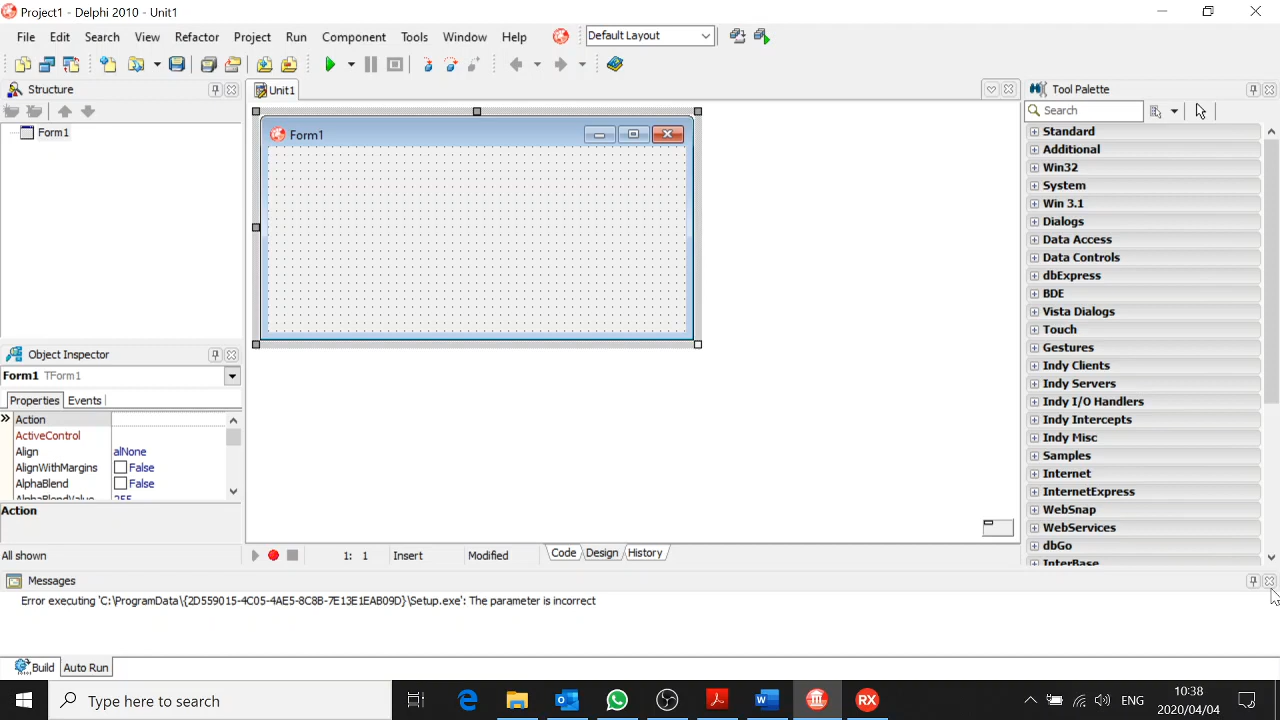 Project1 - Delphi 2010 - Unit1
File Edit Search View Refactor Project Run Component Tools Window Help Default Layout
Structure
Form1
Unit1
Form1
Tool Palette
Search
Standard
Additional
Win32
System
Win 3.1
Dialogs
Data Access
Data Controls
dbExpress
BDE
Vista Dialogs
Touch
Gestures
Indy Clients
Indy Servers
Indy I/O Handlers
Indy Intercepts
Indy Misc
Samples
Internet
InternetExpress
WebSnap
WebServices
dbGo
InterBase
Object Inspector
Form1 TForm1
Properties Events
Action
ActiveControl
Align alNone
AlignWithMargins False
AlphaBlend False
AlphaBlendValue 255
Action
All shown
1: 1 Insert Modified Code Design History
Messages
Error executing 'C:\ProgramData\{2D559015-4C05-4AE5-8C8B-7E13E1EAB09D}\Setup.exe': The parameter is incorrect
Build Auto Run
Type here to search
ENG
10:38
2020/04/04